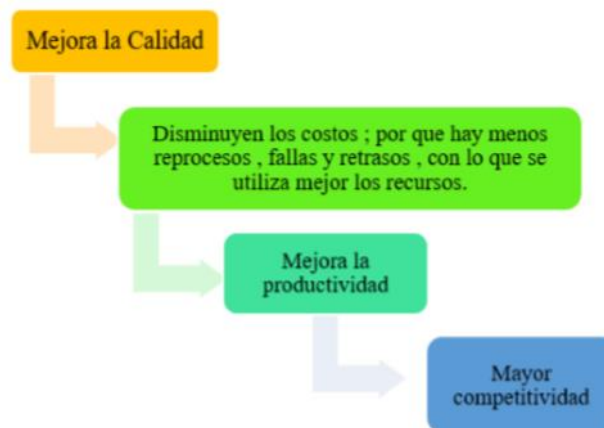 Mejora la Calidad
Disminuyen los costos ; por que hay menos
reprocesos , fallas y retrasos , con lo que se
utiliza mejor los recursos.
Mejora la
productividad
Mayor
competitividad